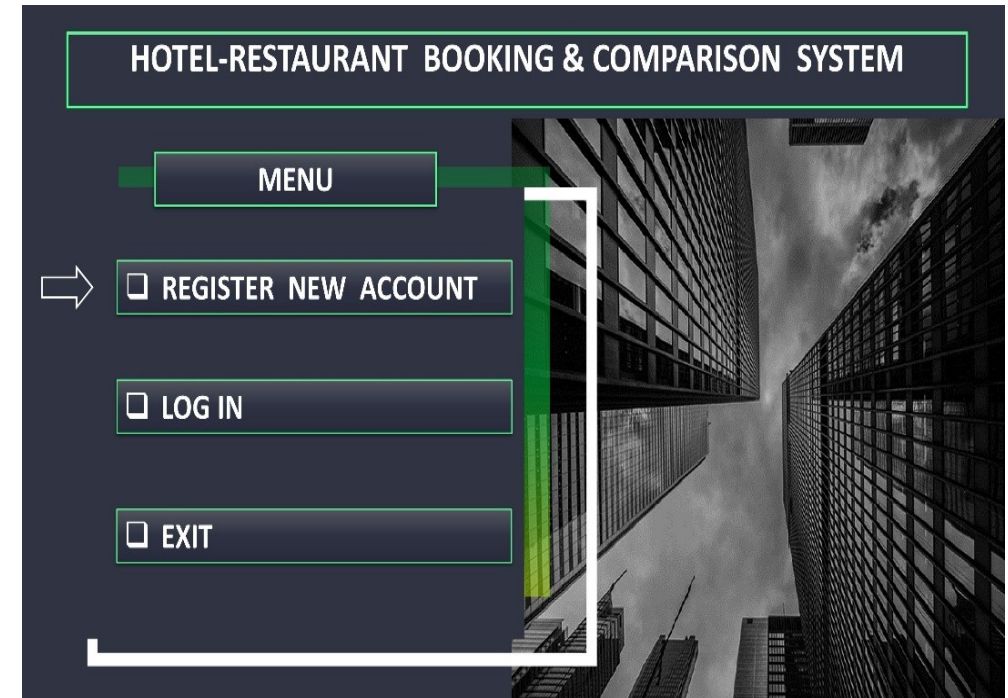 HOTEL-RESTAURANT BOOKING & COMPARISON SYSTEM
MENU
REGISTER NEW ACCOUNT
LOG IN
EXIT